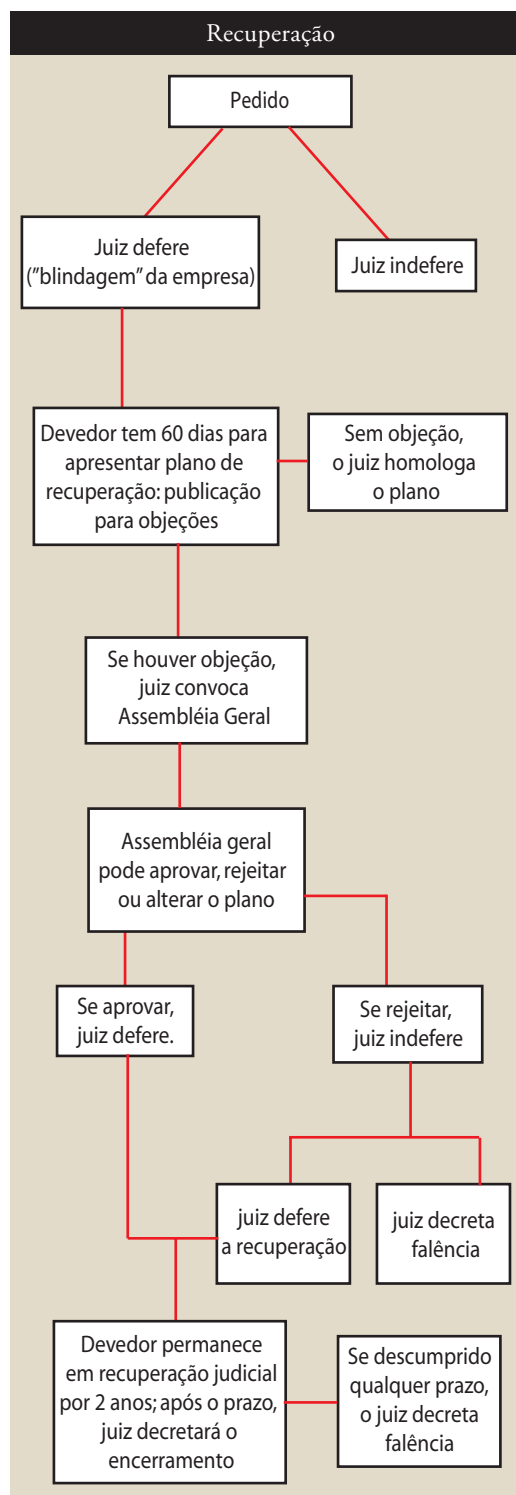 Recuperação
Pedido
Juiz defere
("blindagem" da empresa)
Juiz indefere
Devedor tem 60 dias para
apresentar plano de
recuperação: publicação
para objeções
Sem objeção,
o juiz homologa
o plano
Se houver objeção,
juiz convoca
Assembléia Geral
Assembléia geral
pode aprovar, rejeitar
ou alterar o plano
Se aprovar,
juiz defere.
Se rejeitar,
juiz indefere
juiz defere
a recuperação
juiz decreta
falência
Devedor permanece
em recuperação judicial
por 2 anos; após o prazo,
juiz decretará o
encerramento
Se descumprido
qualquer prazo,
o juiz decreta
falência